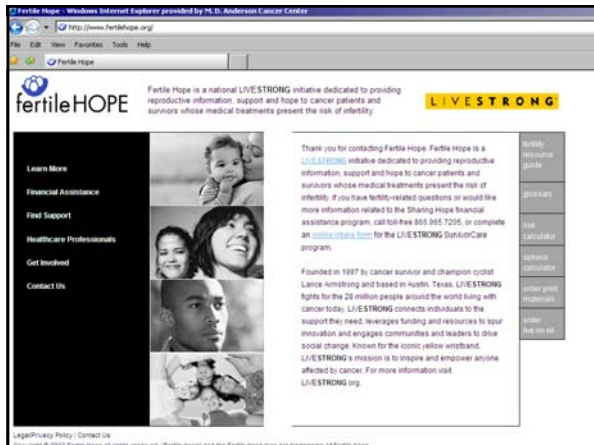 Fertile Hope - Windows Internet Explorer provided by M. D. Anderson Cancer Center
http://www.fertilehope.org/
File Edit View Favorites Tools Help
Fertile Hope
fertileHOPE
Fertile Hope is a national LIVESTRONG initiative dedicated to providing
reproductive information, support and hope to cancer patients and
survivors whose medical treatments present the risk of infertility.
LIVESTRONG
Learn More
Financial Assistance
Find Support
Healthcare Professionals
Get Involved
Contact Us
Thank you for contacting Fertile Hope. Fertile Hope is a
LIVESTRONG initiative dedicated to providing reproductive
information, support and hope to cancer patients and
survivors whose medical treatments present the risk of
infertility. If you have fertility-related questions or would like
more information related to the Sharing Hope financial
assistance program, call toll-free 866.965.7205, or complete
an online intake form for the LIVESTRONG SurvivorCare
program.
Founded in 1997 by cancer survivor and champion cyclist
Lance Armstrong and based in Austin, Texas, LIVESTRONG
fights for the 28 million people around the world living with
cancer today. LIVESTRONG connects individuals to the
support they need, leverages funding and resources to spur
innovation and engages communities and leaders to drive
social change. Known for the iconic yellow wristband,
LIVESTRONG's mission is to inspire and empower anyone
affected by cancer. For more information visit
LIVESTRONG.org.
fertility
resource
guide
glossary
risk
calculator
options
calculator
order print
materials
order
live on nil
Legal/Privacy Policy | Contact Us